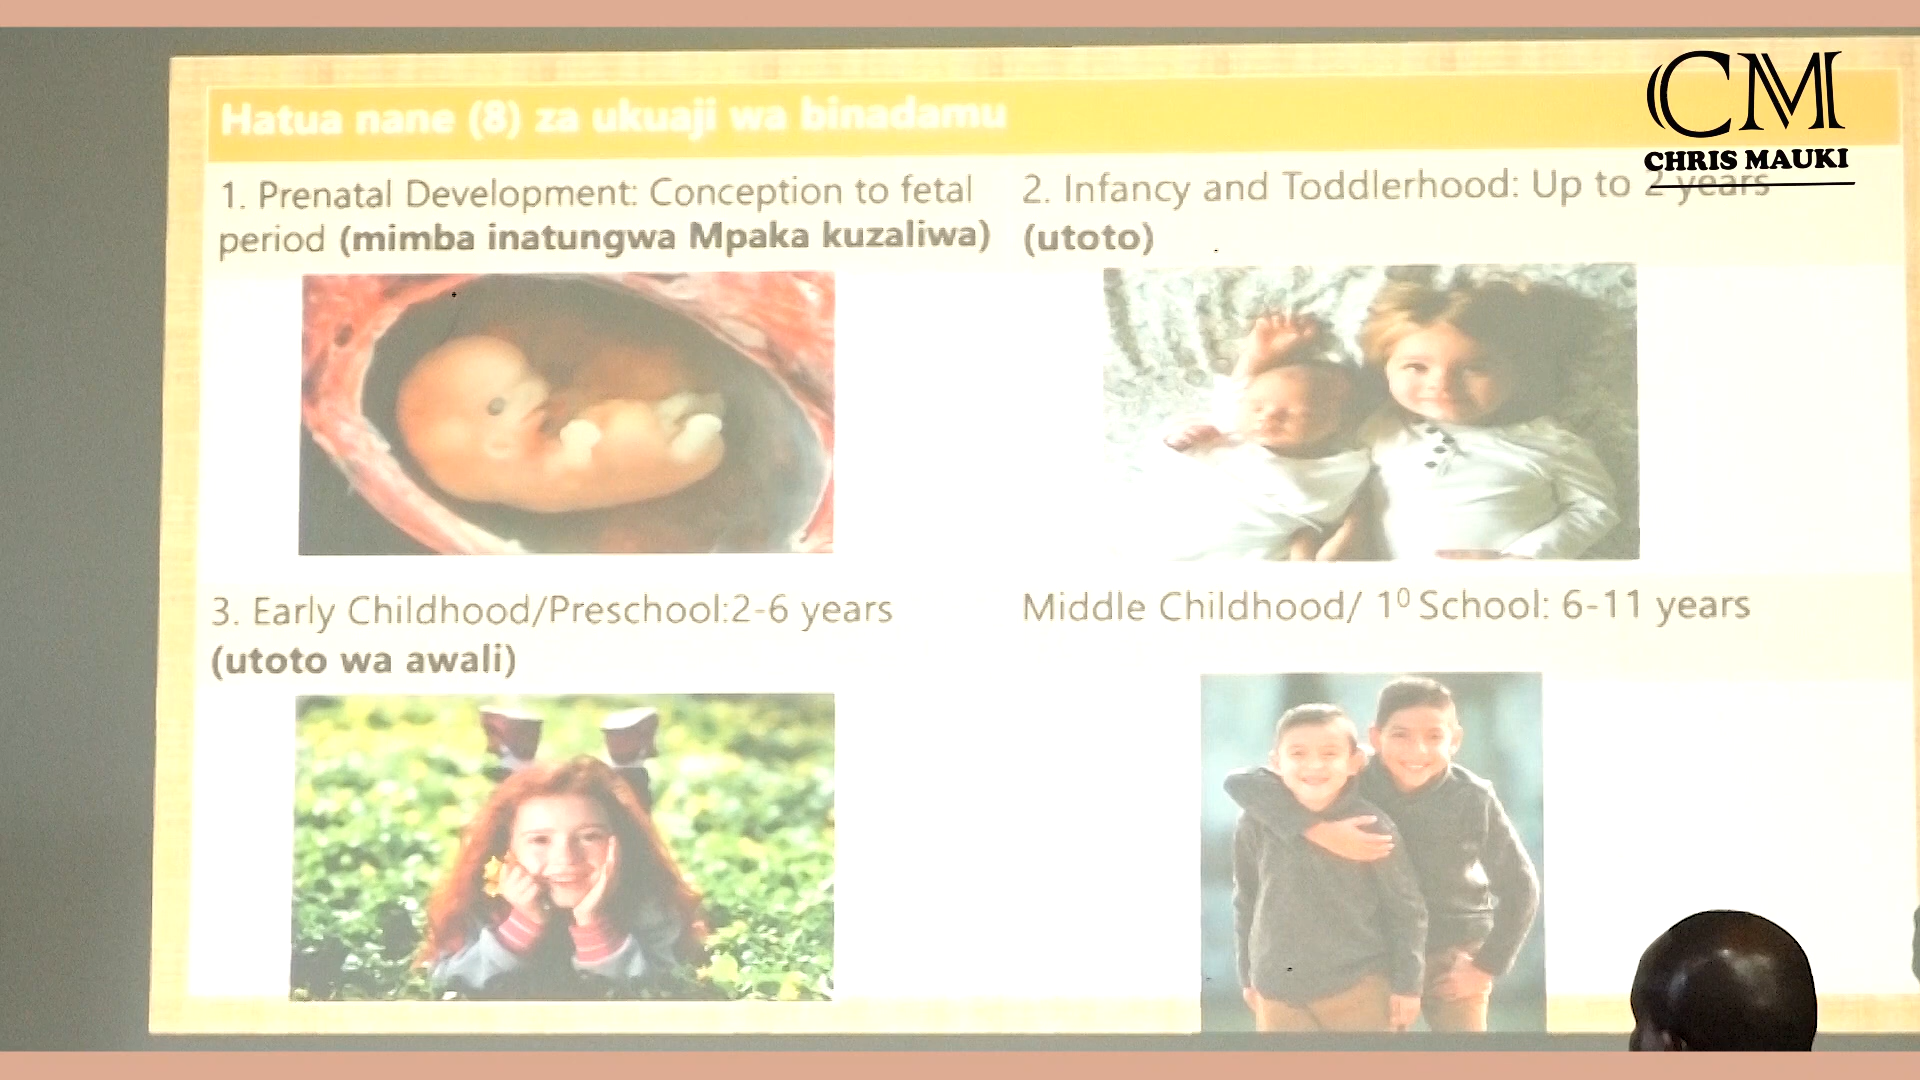 CM
CHRIS MAUKI
Hatua nane (8) za ukuaji wa binadamu
1. Prenatal Development: Conception to fetal
period (mimba inatungwa Mpaka kuzaliwa)
2. Infancy and Toddlerhood: Up to 2 years
(utoto)
3. Early Childhood/Preschool:2-6 years
(utoto wa awali)
Middle Childhood/ 1⁰ School: 6-11 years